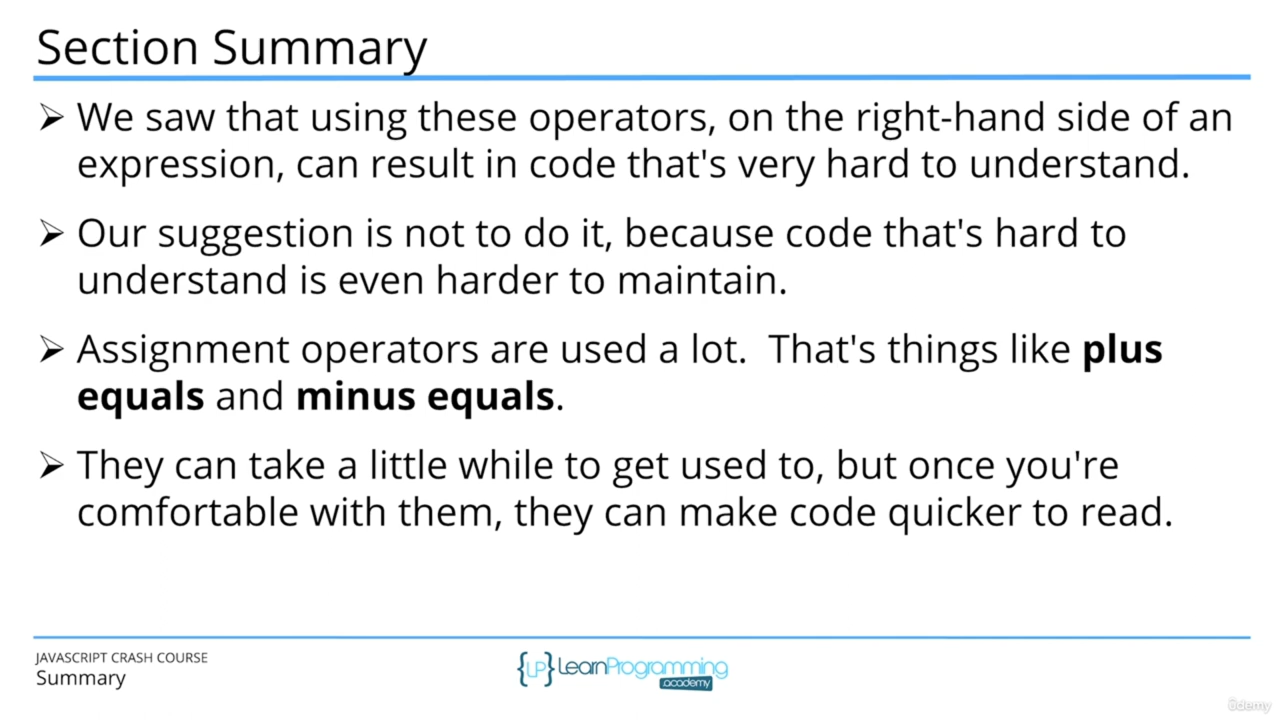 Section Summary
➢ We saw that using these operators, on the right-hand side of an
expression, can result in code that's very hard to understand.
➢ Our suggestion is not to do it, because code that's hard to
understand is even harder to maintain.
➢ Assignment operators are used a lot.  That's things like plus
equals and minus equals.
➢ They can take a little while to get used to, but once you're
comfortable with them, they can make code quicker to read.
JAVASCRIPT CRASH COURSE
Summary
{LP} LearnProgramming
.academy
ûdemy